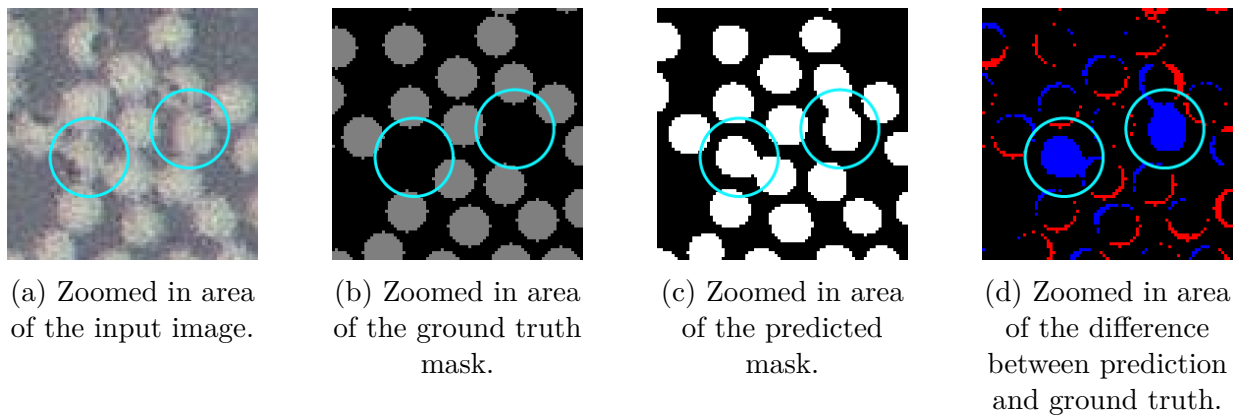 (a) Zoomed in area
of the input image.
(b) Zoomed in area
of the ground truth
mask.
(c) Zoomed in area
of the predicted
mask.
(d) Zoomed in area
of the difference
between prediction
and ground truth.